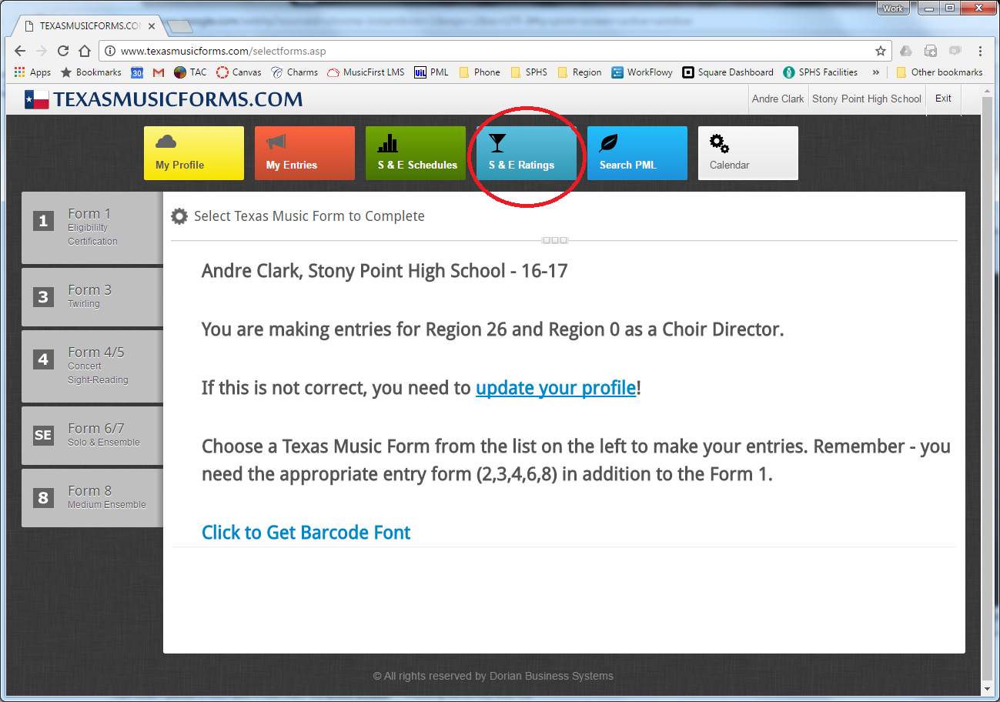 Work
TEXASMUSICFORMS.CO
www.texasmusicforms.com/selectforms.asp
Apps Bookmarks 30 TAC Canvas Charms MusicFirst LMS UIL PML Phone SPHS Region WorkFlowy Square Dashboard SPHS Facilities » Other bookmarks
TEXASMUSICFORMS.COM
Andre Clark Stony Point High School Exit
My Profile My Entries S & E Schedules S & E Ratings Search PML Calendar
1 Form 1
Eligibilty
Certification
3 Form 3
Twirling
4 Form 4/5
Concert
Sight-Reading
SE Form 6/7
Solo & Ensemble
8 Form 8
Medium Ensemble
Select Texas Music Form to Complete
Andre Clark, Stony Point High School - 16-17
You are making entries for Region 26 and Region 0 as a Choir Director.
If this is not correct, you need to update your profile!
Choose a Texas Music Form from the list on the left to make your entries. Remember - you
need the appropriate entry form (2,3,4,6,8) in addition to the Form 1.
Click to Get Barcode Font
© All rights reserved by Dorian Business Systems